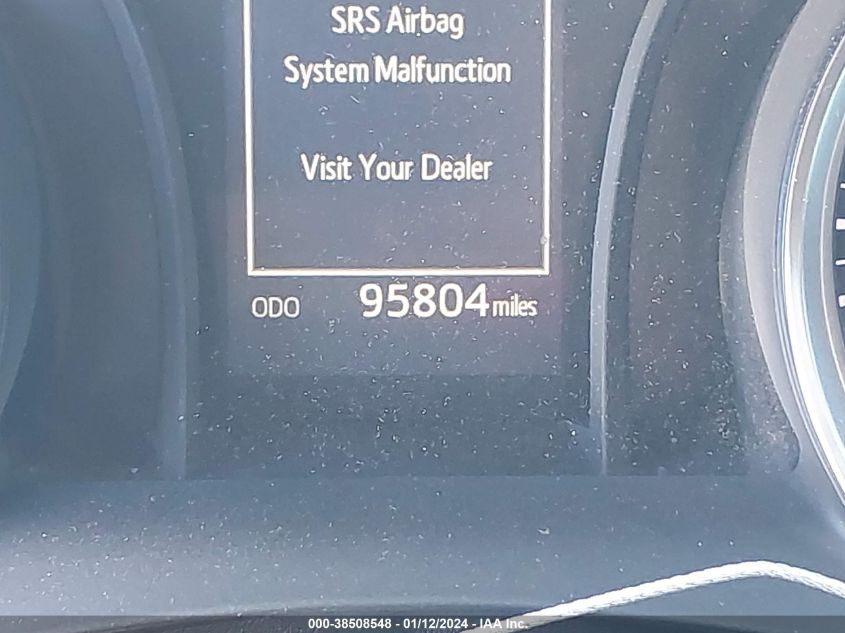 SRS Airbag
System Malfunction
Visit Your Dealer
ODO 95804 miles
000-38508548 - 01/12/2024 - IAA Inc.